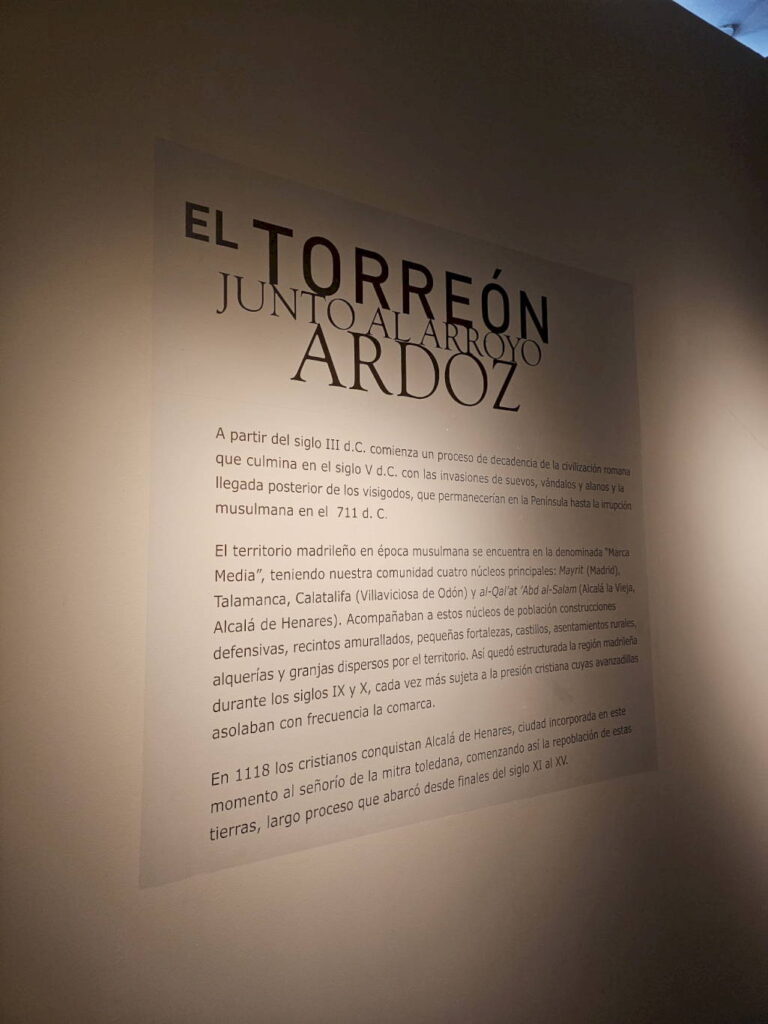 EL TORREÓN
JUNTO AL ARROYO
ARDOZ
A partir del siglo III d.C. comienza un proceso de decadencia de la civilización romana
que culmina en el siglo V d.C. con las invasiones de suevos, vándalos y alanos y la
llegada posterior de los visigodos, que permanecerían en la Península hasta la irrupción
musulmana en el 711 d. C.
El territorio madrileño en época musulmana se encuentra en la denominada "Marca
Media", teniendo nuestra comunidad cuatro núcleos principales: Mayrit (Madrid),
Talamanca, Calatalifa (Villaviciosa de Odón) y al-Qal'at 'Abd al-Salam (Alcalá la Vieja,
Alcalá de Henares). Acompañaban a estos núcleos de población construcciones
defensivas, recintos amurallados, pequeñas fortalezas, castillos, asentamientos rurales,
alquerías y granjas dispersos por el territorio. Así quedó estructurada la región madrileña
durante los siglos IX y X, cada vez más sujeta a la presión cristiana cuyas avanzadillas
asolaban con frecuencia la comarca.
En 1118 los cristianos conquistan Alcalá de Henares, ciudad incorporada en este
momento al señorío de la mitra toledana, comenzando así la repoblación de estas
tierras, largo proceso que abarcó desde finales del siglo XI al XV.